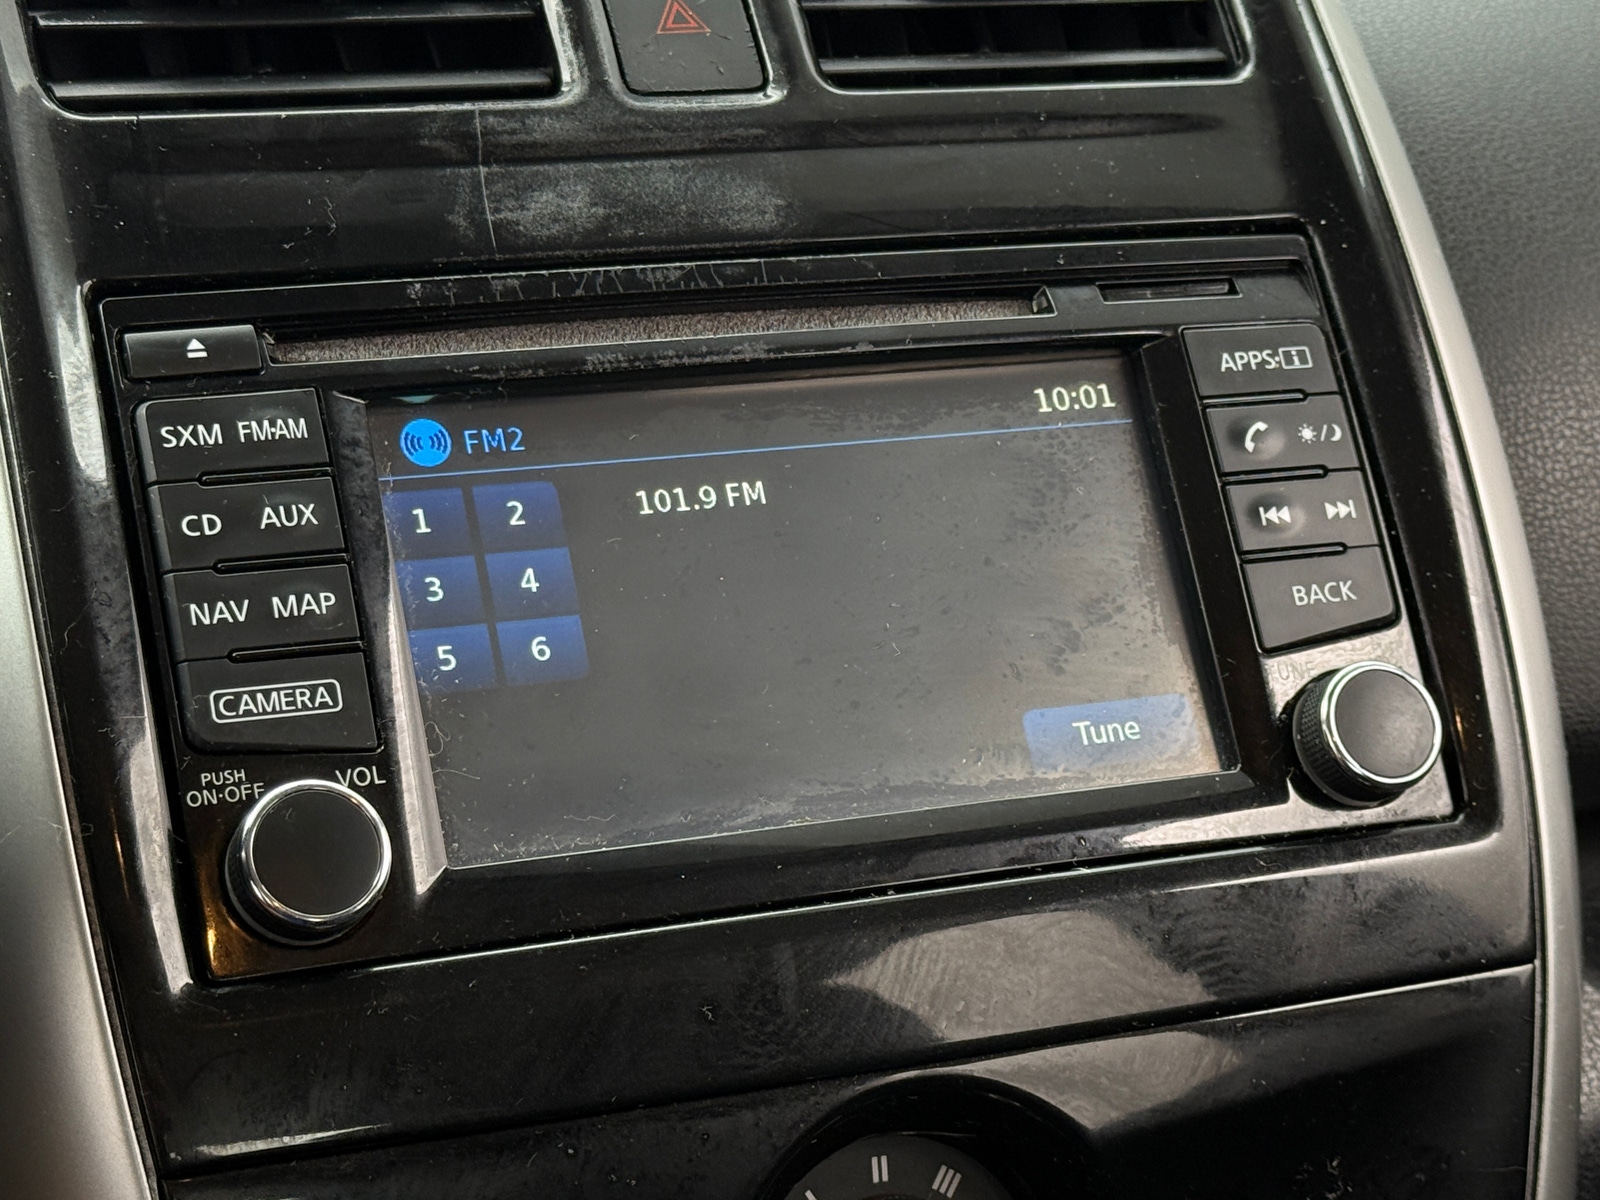 SXM FM·AM
CD AUX
NAV MAP
CAMERA
PUSH
ON·OFF
VOL
FM2
10:01
101.9 FM
1 2
3 4
5 6
Tune
APPS·i
BACK
TUNE